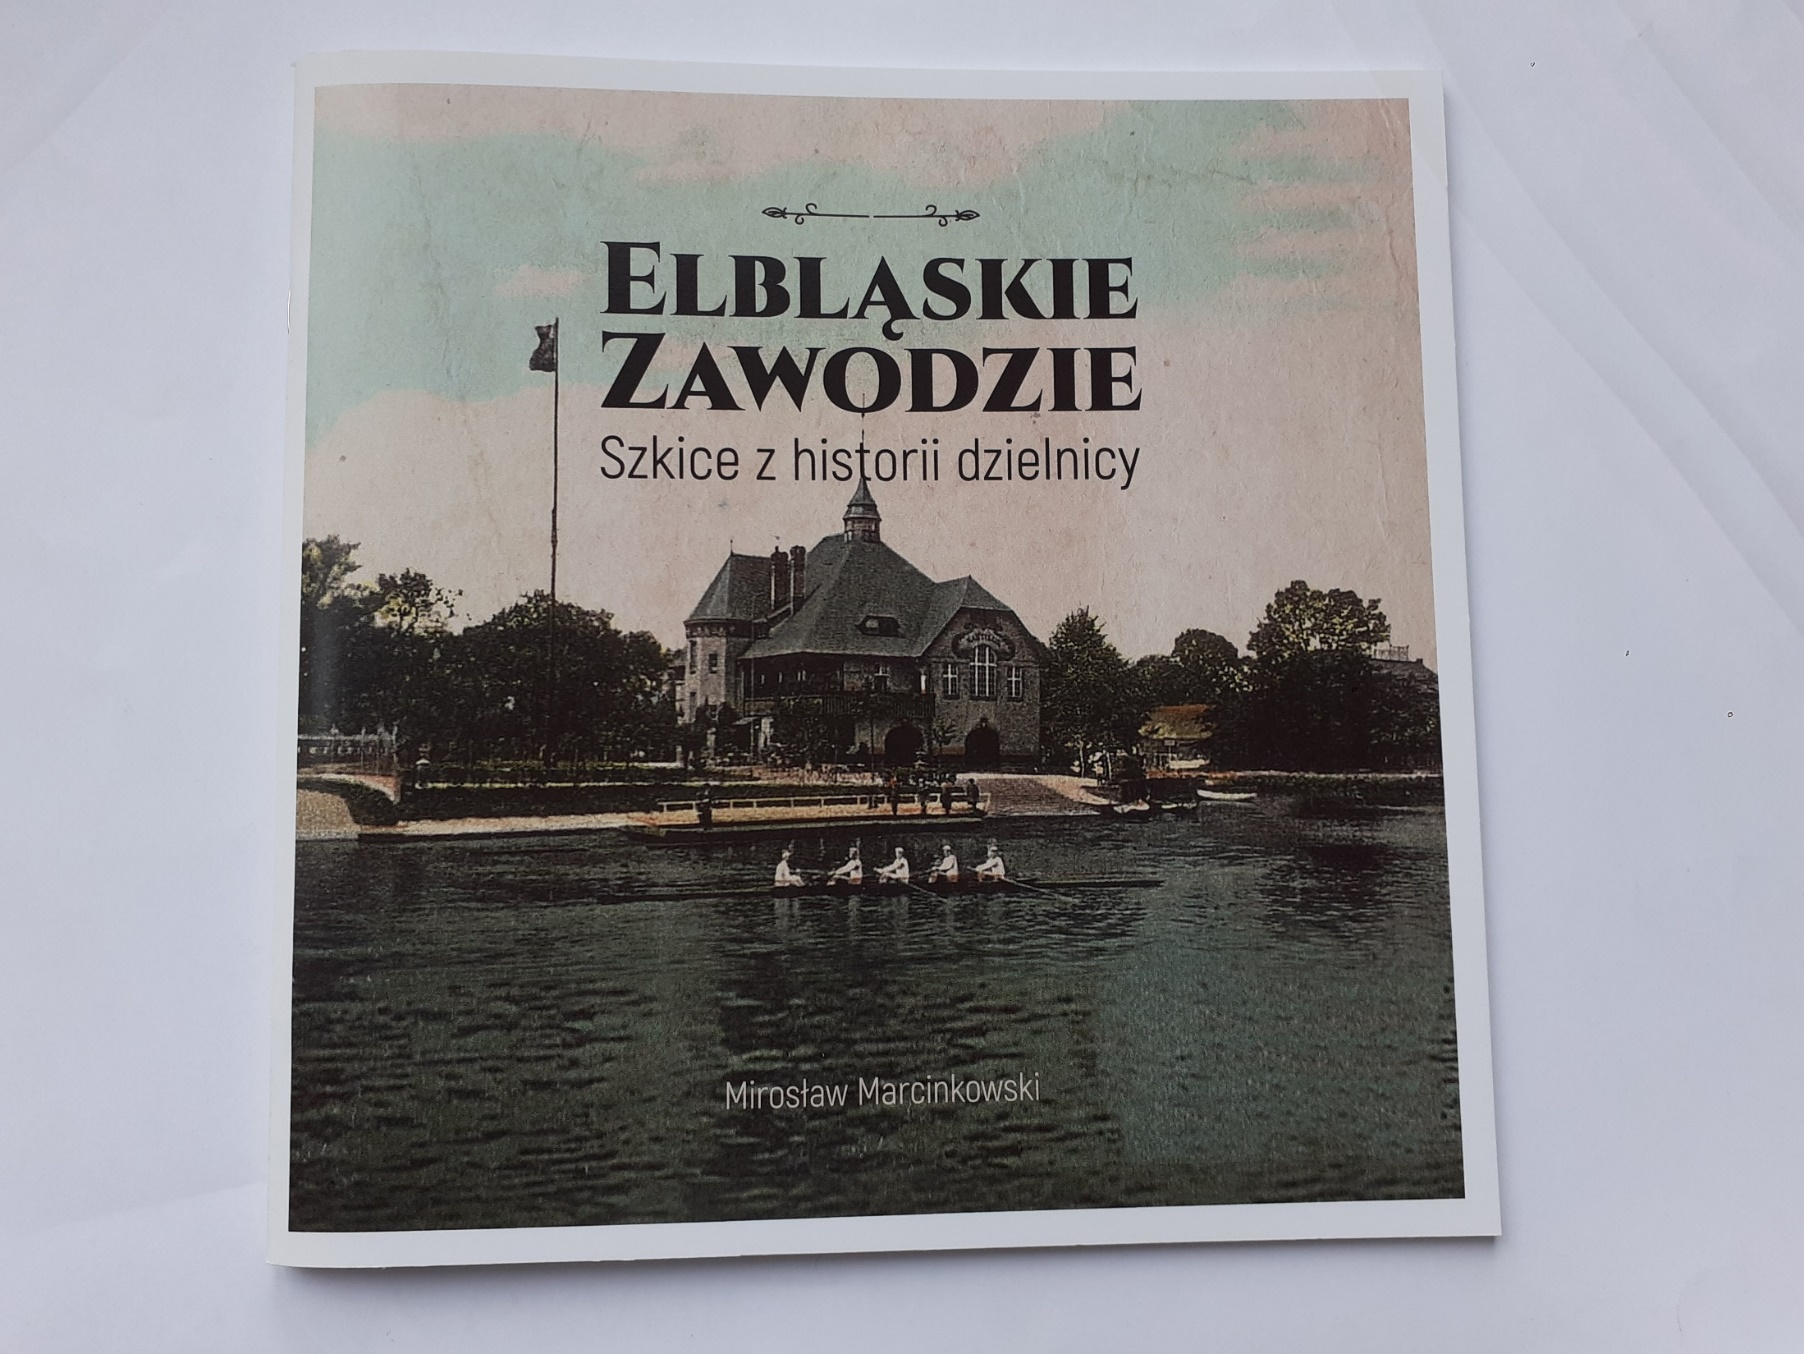 ELBLĄSKIE
ZAWODZIE
Szkice z historii dzielnicy
Mirosław Marcinkowski